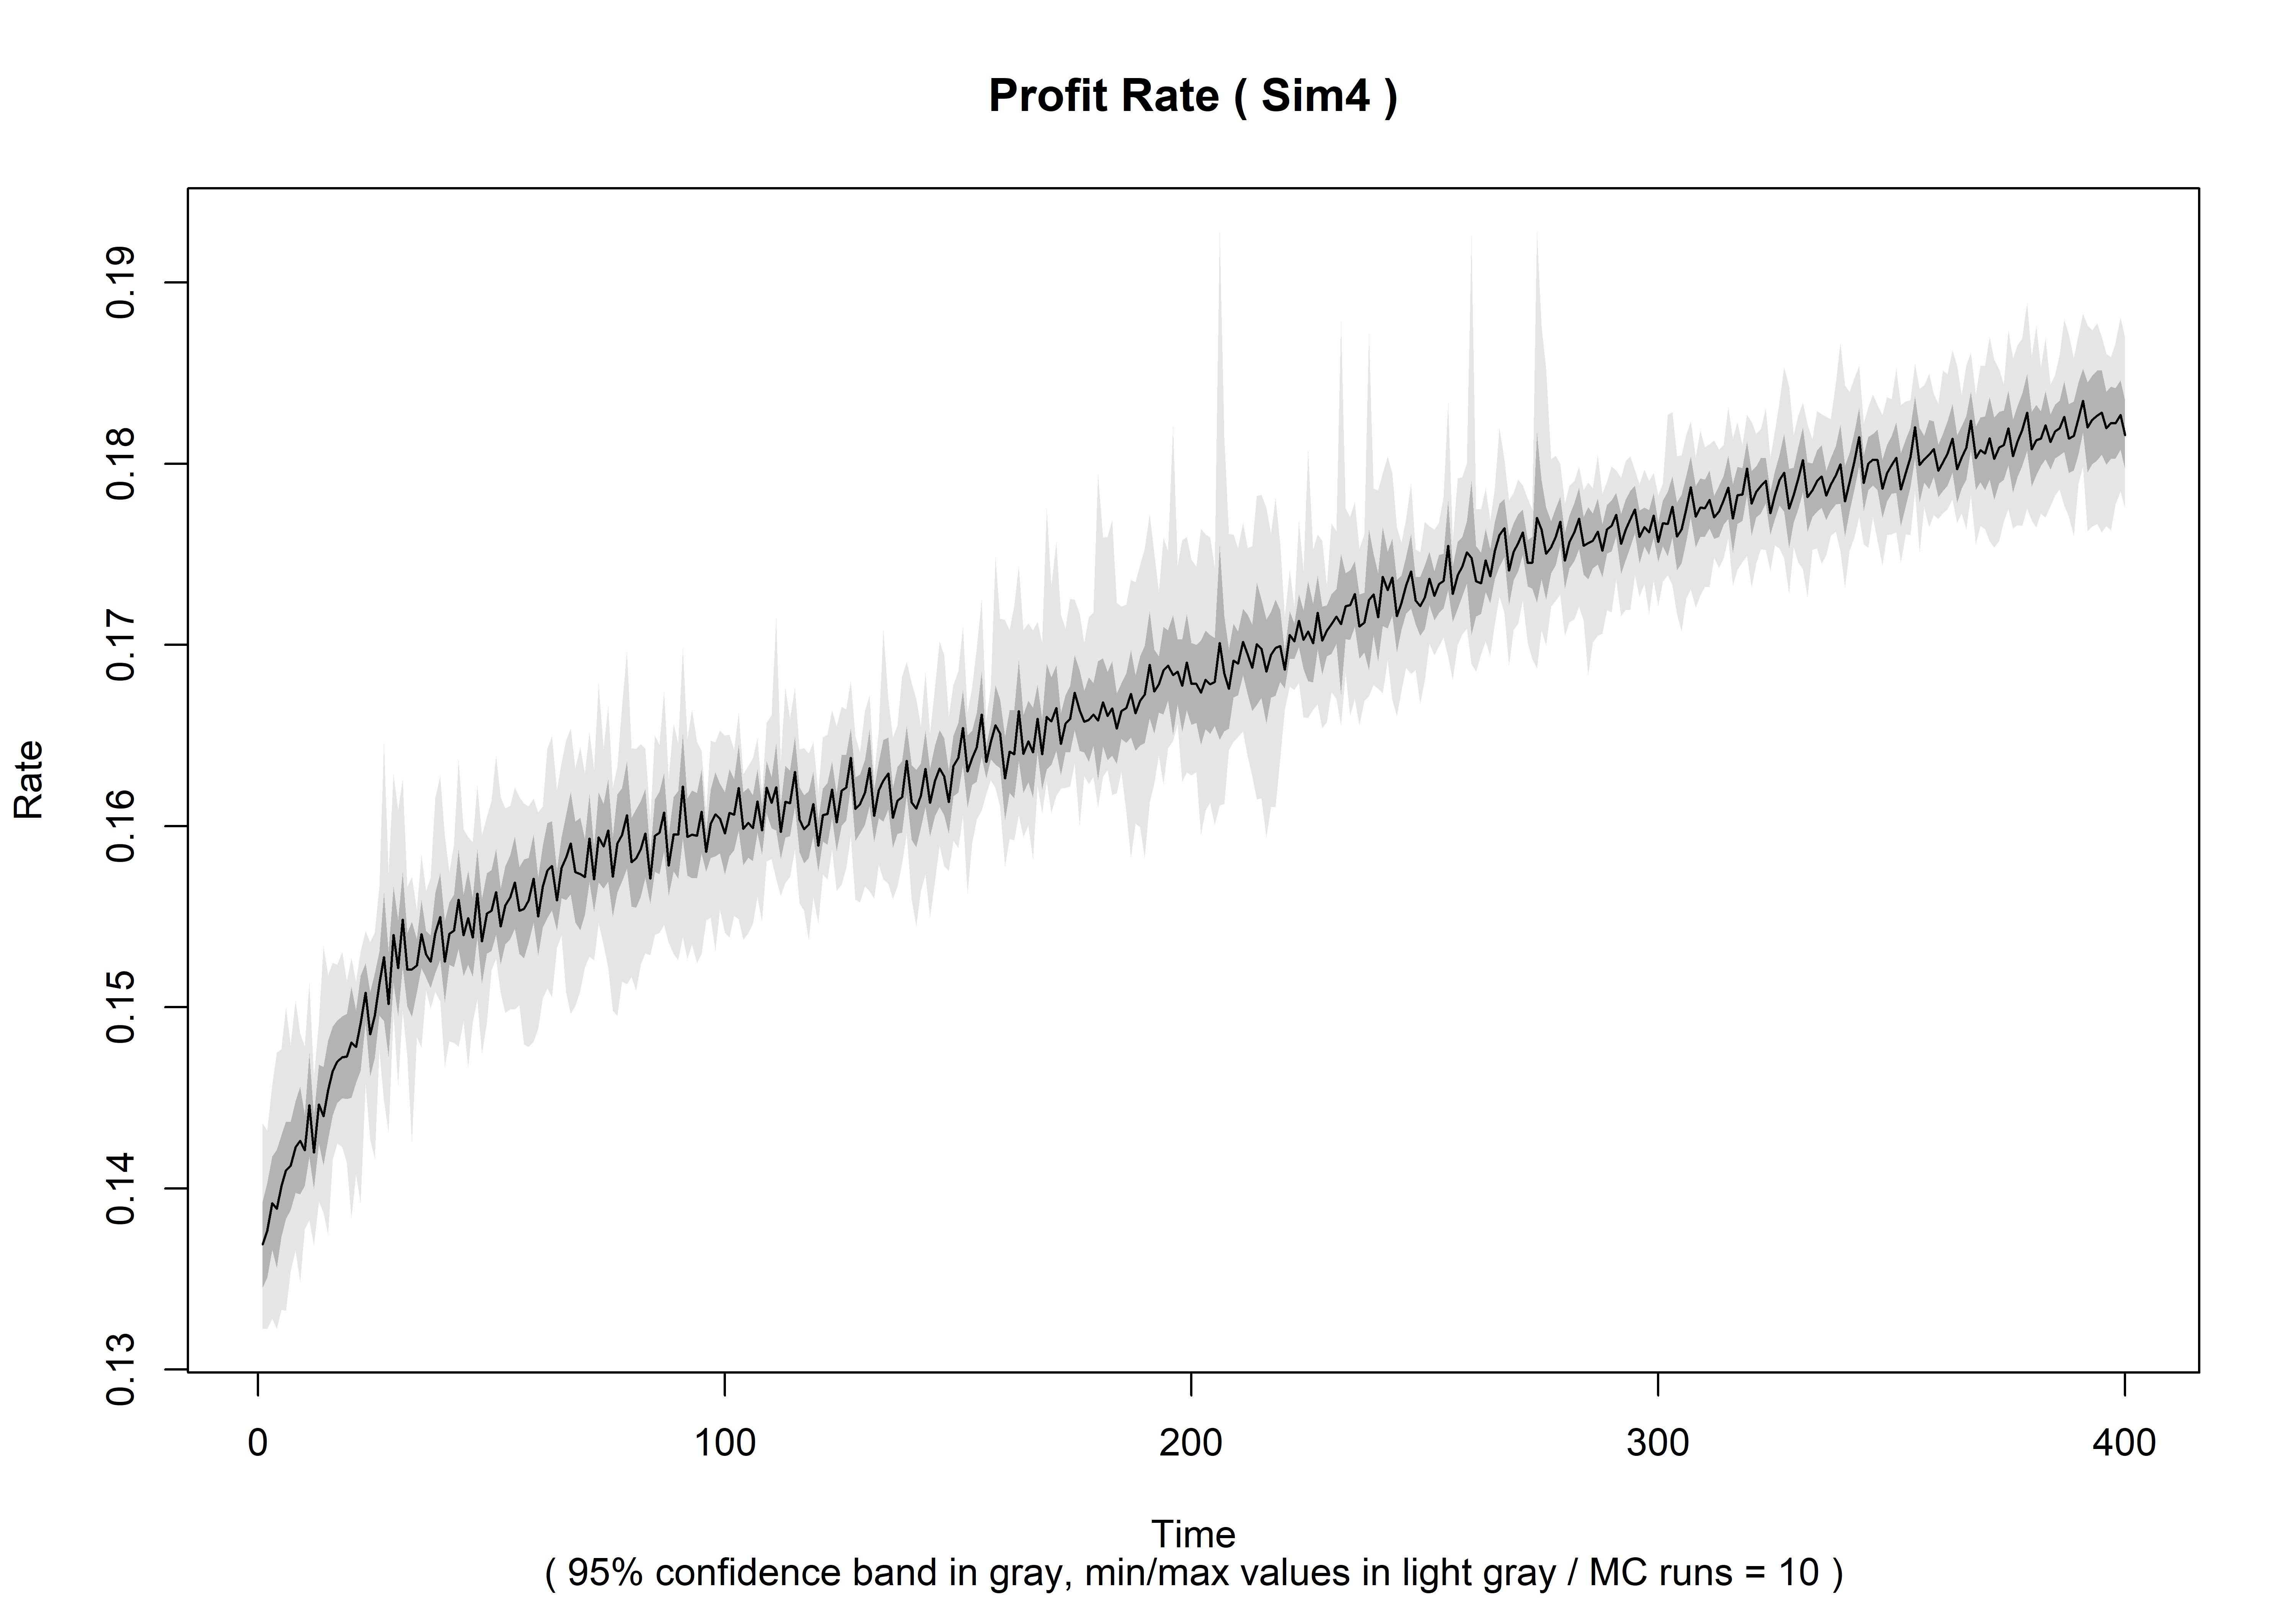 Profit Rate ( Sim4 )
Rate
0.19
0.18
0.17
0.16
0.15
0.14
0.13
0 100 200 300 400
Time
( 95% confidence band in gray, min/max values in light gray / MC runs = 10 )